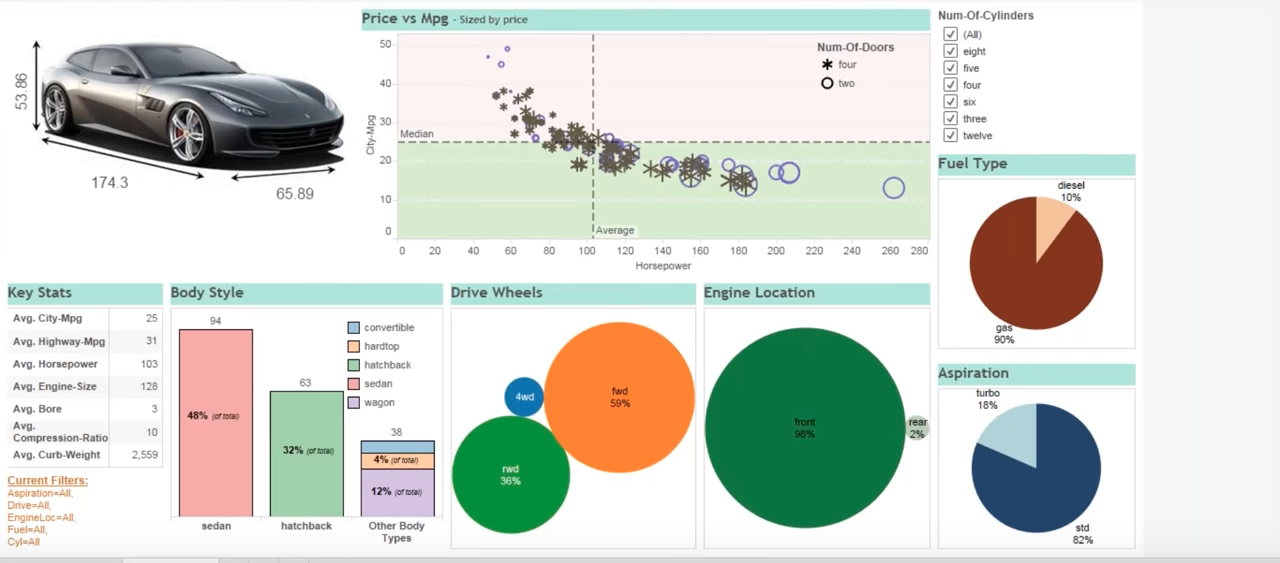 53.86
174.3
65.89
Price vs Mpg - Sized by price
50
40
30
20
10
0
City-Mpg
Median
Average
Num-Of-Doors
four
two
0 20 40 60 80 100 120 140 160 180 200 220 240 260 280
Horsepower
Num-Of-Cylinders
(All)
eight
five
four
six
three
twelve
Fuel Type
diesel
10%
gas
90%
Key Stats
Avg. City-Mpg 25
Avg. Highway-Mpg 31
Avg. Horsepower 103
Avg. Engine-Size 128
Avg. Bore 3
Avg.
Compression-Ratio 10
Avg. Curb-Weight 2,559
Current Filters:
Aspiration=All,
Drive=All,
EngineLoc=All,
Fuel=All,
Cyl=All
Body Style
94
48% (of total)
sedan
63
32% (of total)
hatchback
38
4% (of total)
12% (of total)
Other Body
Types
convertible
hardtop
hatchback
sedan
wagon
Drive Wheels
4wd
fwd
59%
rwd
36%
Engine Location
front
98%
rear
2%
Aspiration
turbo
18%
std
82%